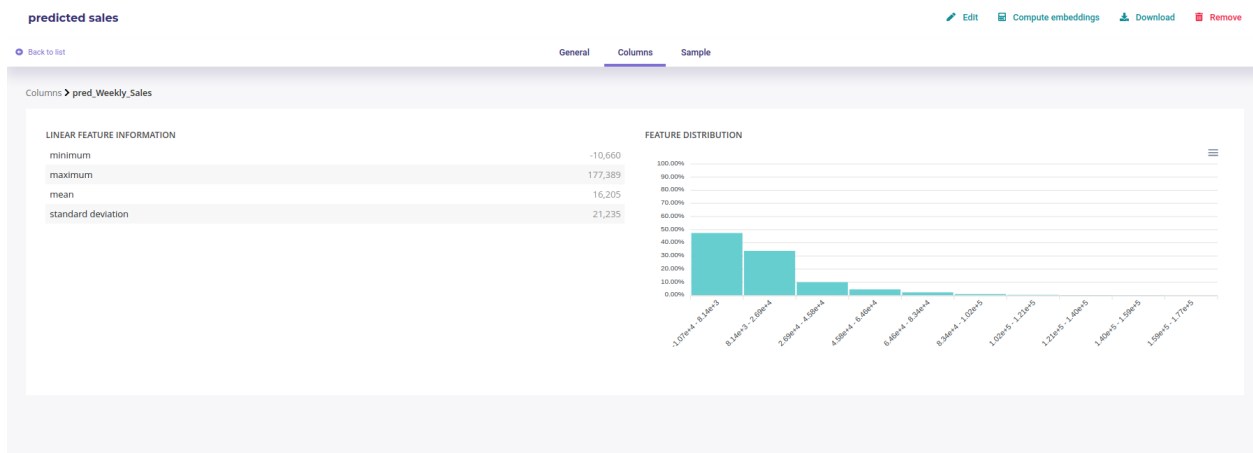 predicted sales
Edit
Compute embeddings
Download
Remove
Back to list
General
Columns
Sample
Columns
pred_Weekly_Sales
LINEAR FEATURE INFORMATION
minimum -10,660
maximum 177,389
mean 16,205
standard deviation 21,235
FEATURE DISTRIBUTION
100.00%
90.00%
80.00%
70.00%
60.00%
50.00%
40.00%
30.00%
20.00%
10.00%
0.00%
-1.07e+4 - 8.14e+3
8.14e+3 - 2.69e+4
2.69e+4 - 4.58e+4
4.58e+4 - 6.46e+4
6.46e+4 - 8.34e+4
8.34e+4 - 1.02e+5
1.02e+5 - 1.21e+5
1.21e+5 - 1.40e+5
1.40e+5 - 1.59e+5
1.59e+5 - 1.77e+5